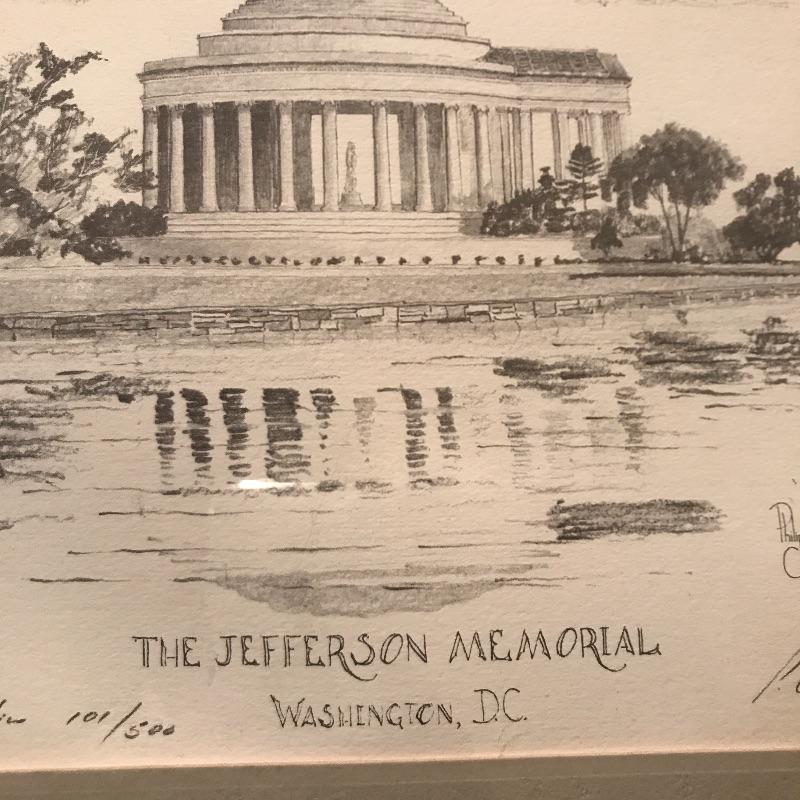 THE JEFFERSON MEMORIAL
WASHINGTON, D.C.
101/500